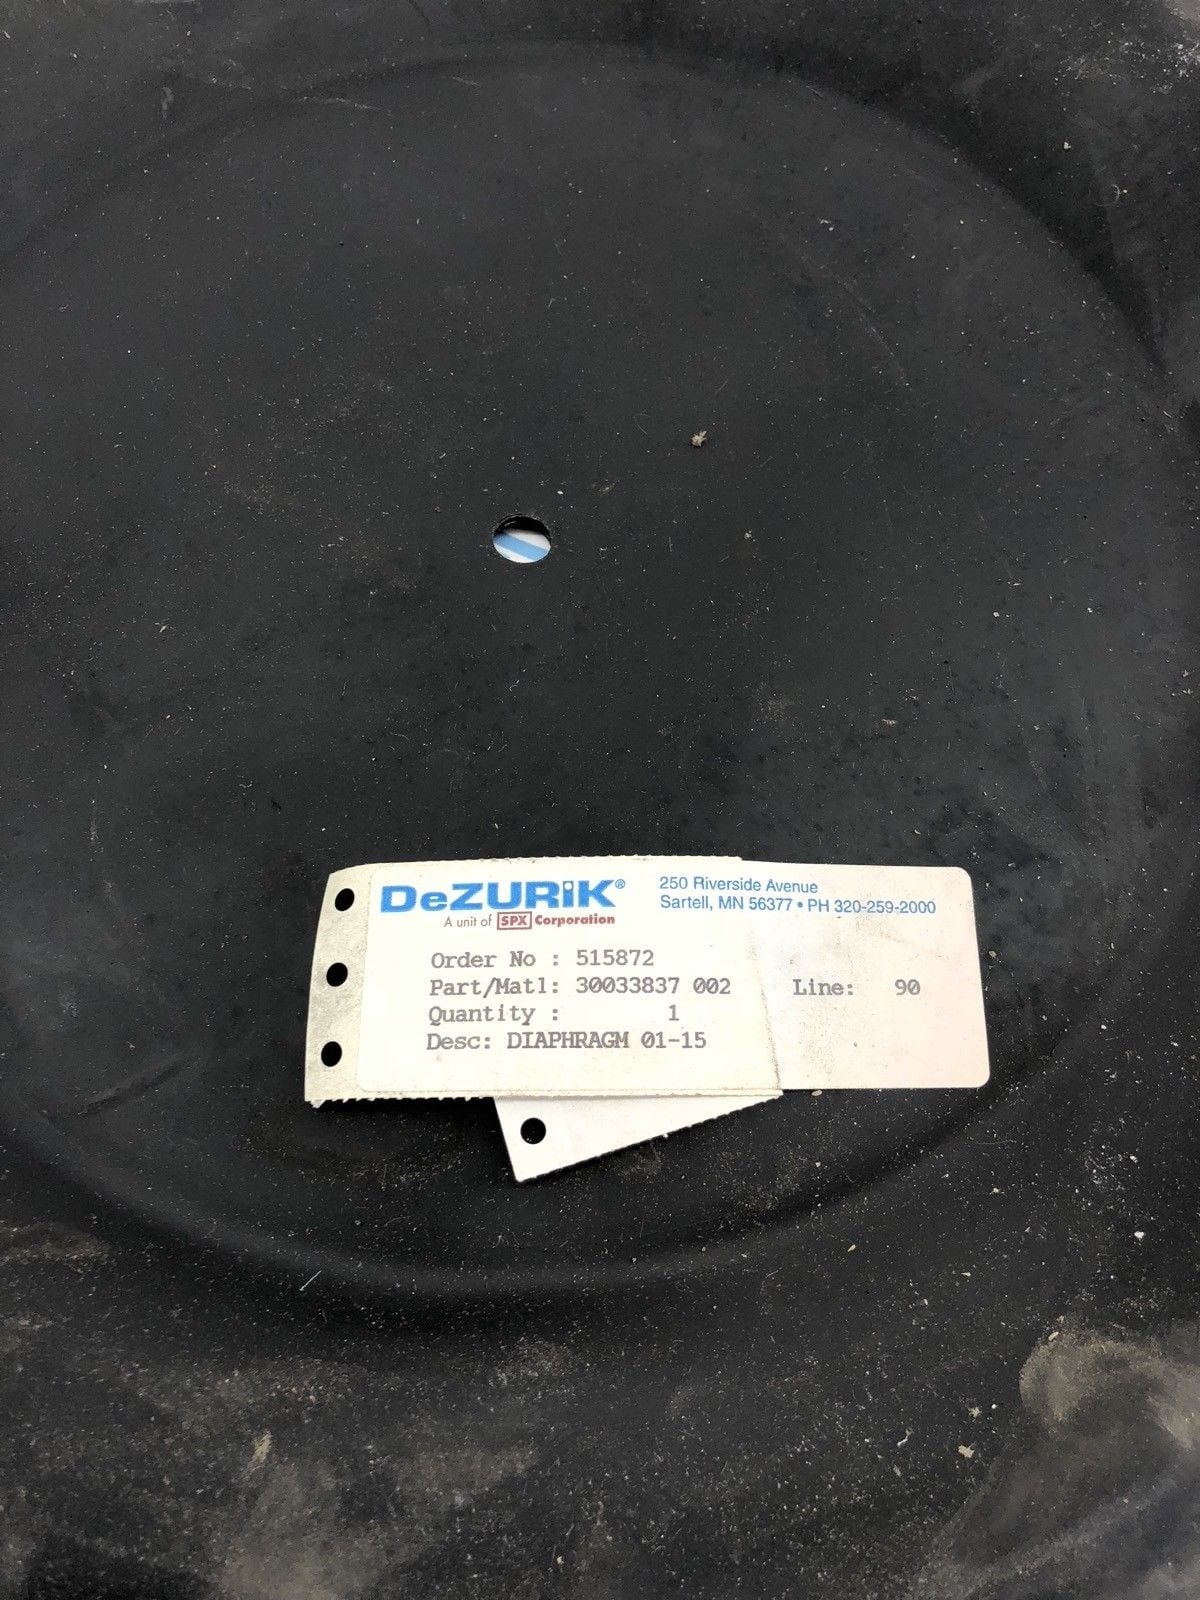 DeZURIK®
A unit of SPX Corporation
250 Riverside Avenue
Sartell, MN 56377 • PH 320-259-2000
Order No : 515872
Part/Matl: 30033837 002 Line: 90
Quantity : 1
Desc: DIAPHRAGM 01-15